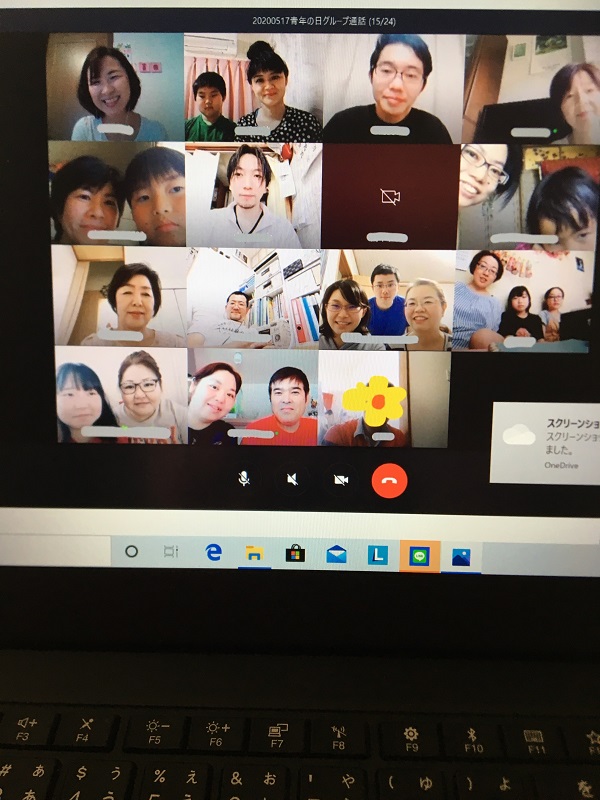 20200517青年の日グループ通話 (15/24)
スクリーンショ
スクリーンショ
ました。
OneDrive
L
LINE
F3
F4
F5
F6
F7
F8
F9
F10
F11
# あ
$ う
% え
& お
' や
( ゆ
) よ
を